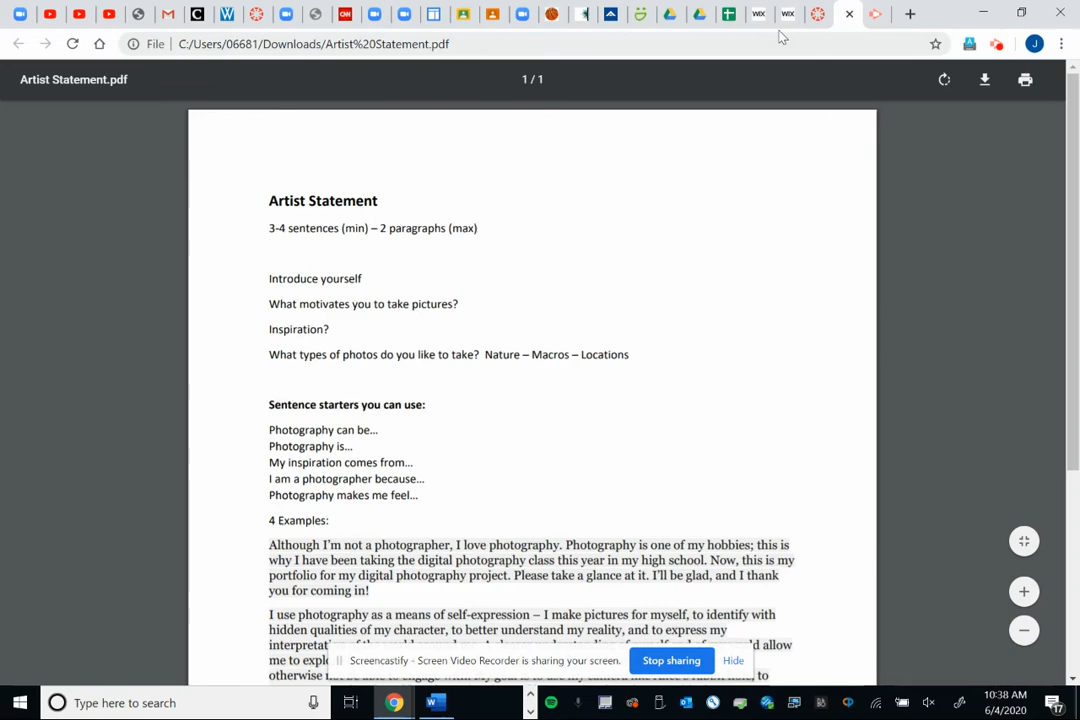 File
C:/Users/06681/Downloads/Artist%20Statement.pdf
J
Artist Statement.pdf
1 / 1
Artist Statement
3-4 sentences (min) – 2 paragraphs (max)
Introduce yourself
What motivates you to take pictures?
Inspiration?
What types of photos do you like to take?  Nature – Macros – Locations
Sentence starters you can use:
Photography can be…
Photography is…
My inspiration comes from…
I am a photographer because…
Photography makes me feel…
4 Examples:
Although I'm not a photographer, I love photography. Photography is one of my hobbies; this is
why I have been taking the digital photography class this year in my high school. Now, this is my
portfolio for my digital photography project. Please take a glance at it. I'll be glad, and I thank
you for coming in!
I use photography as a means of self-expression – I make pictures for myself, to identify with
hidden qualities of my character, to better understand my reality, and to express my
allow
me to
Screencastify - Screen Video Recorder is sharing your screen.
Stop sharing
Hide
otherwise
to
Type here to search
10:38 AM
6/4/2020
17